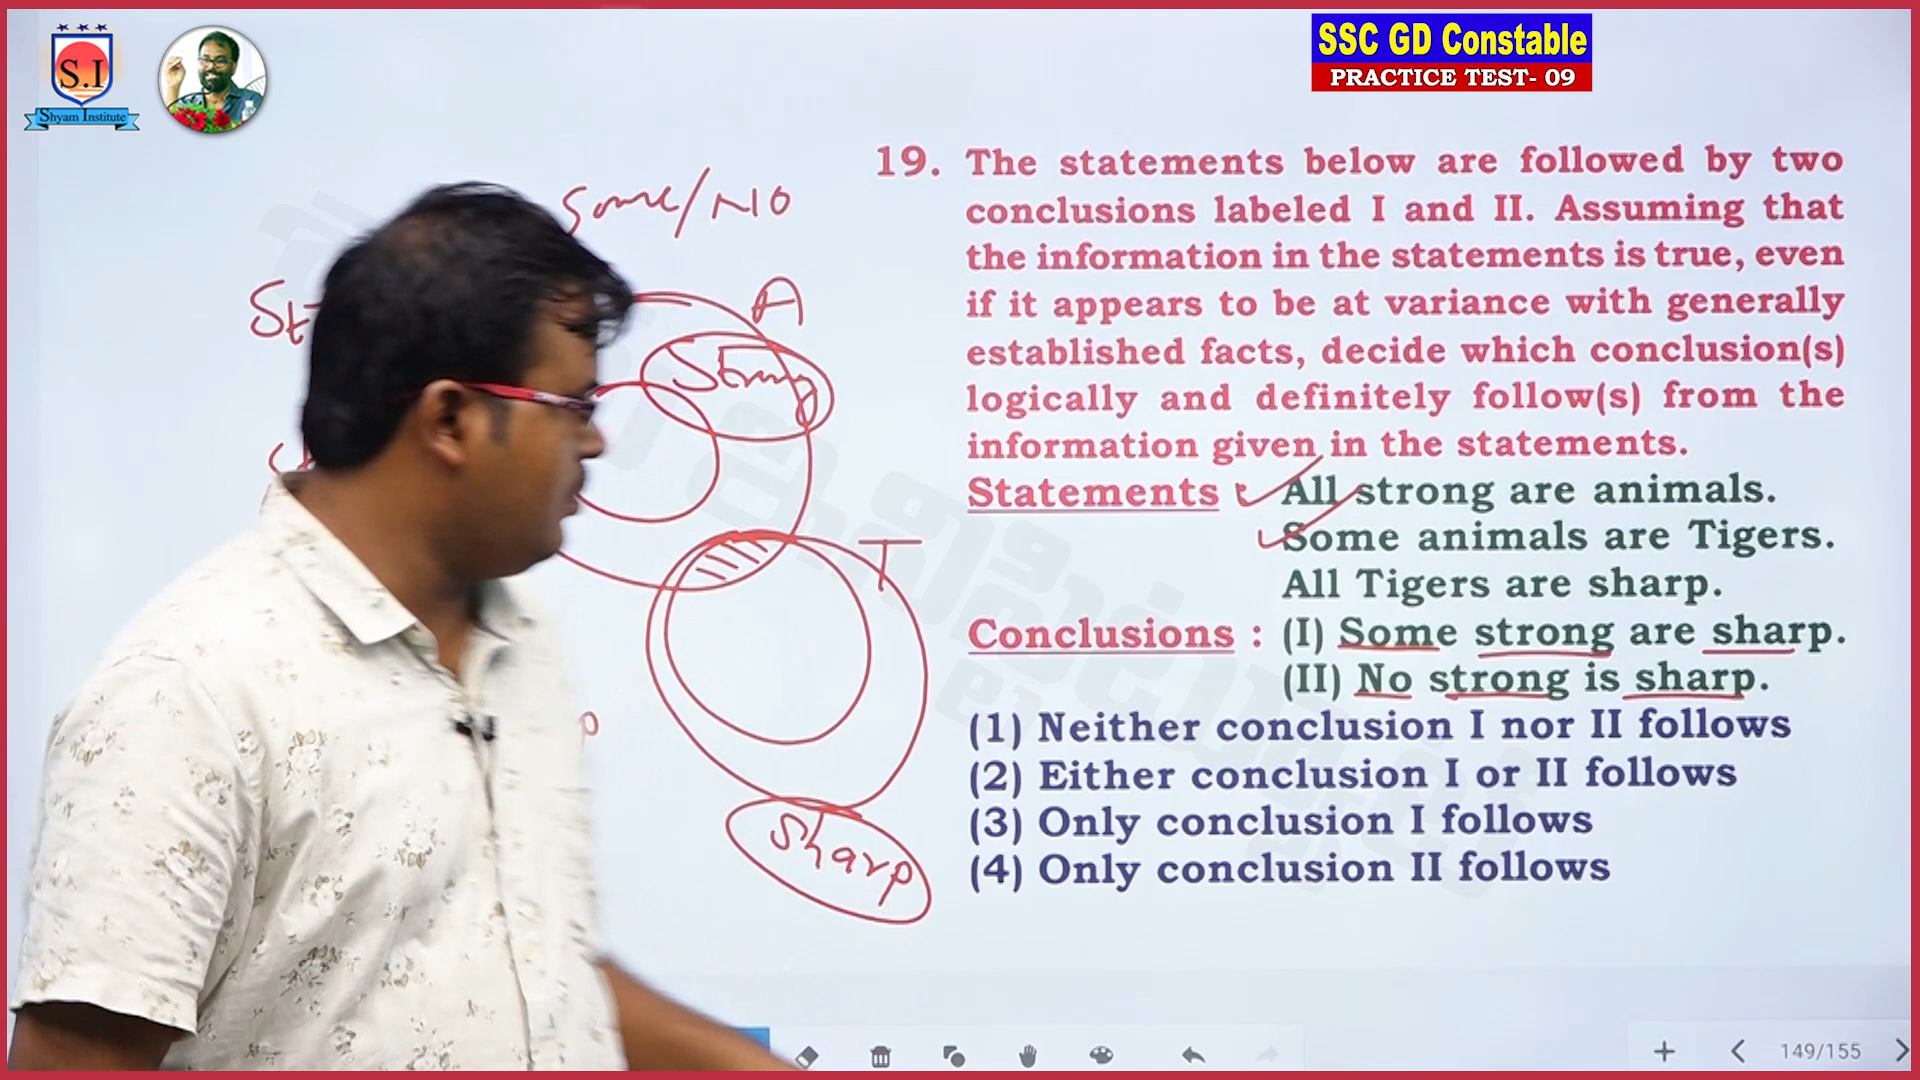 S.I
Shyam Institute
SSC GD Constable
PRACTICE TEST- 09
Some/NO
A
Strong
T
Sharp
19. The statements below are followed by two
conclusions labeled I and II. Assuming that
the information in the statements is true, even
if it appears to be at variance with generally
established facts, decide which conclusion(s)
logically and definitely follow(s) from the
information given in the statements.
Statements : All strong are animals.
Some animals are Tigers.
All Tigers are sharp.
Conclusions : (I) Some strong are sharp.
(II) No strong is sharp.
(1) Neither conclusion I nor II follows
(2) Either conclusion I or II follows
(3) Only conclusion I follows
(4) Only conclusion II follows
149/155